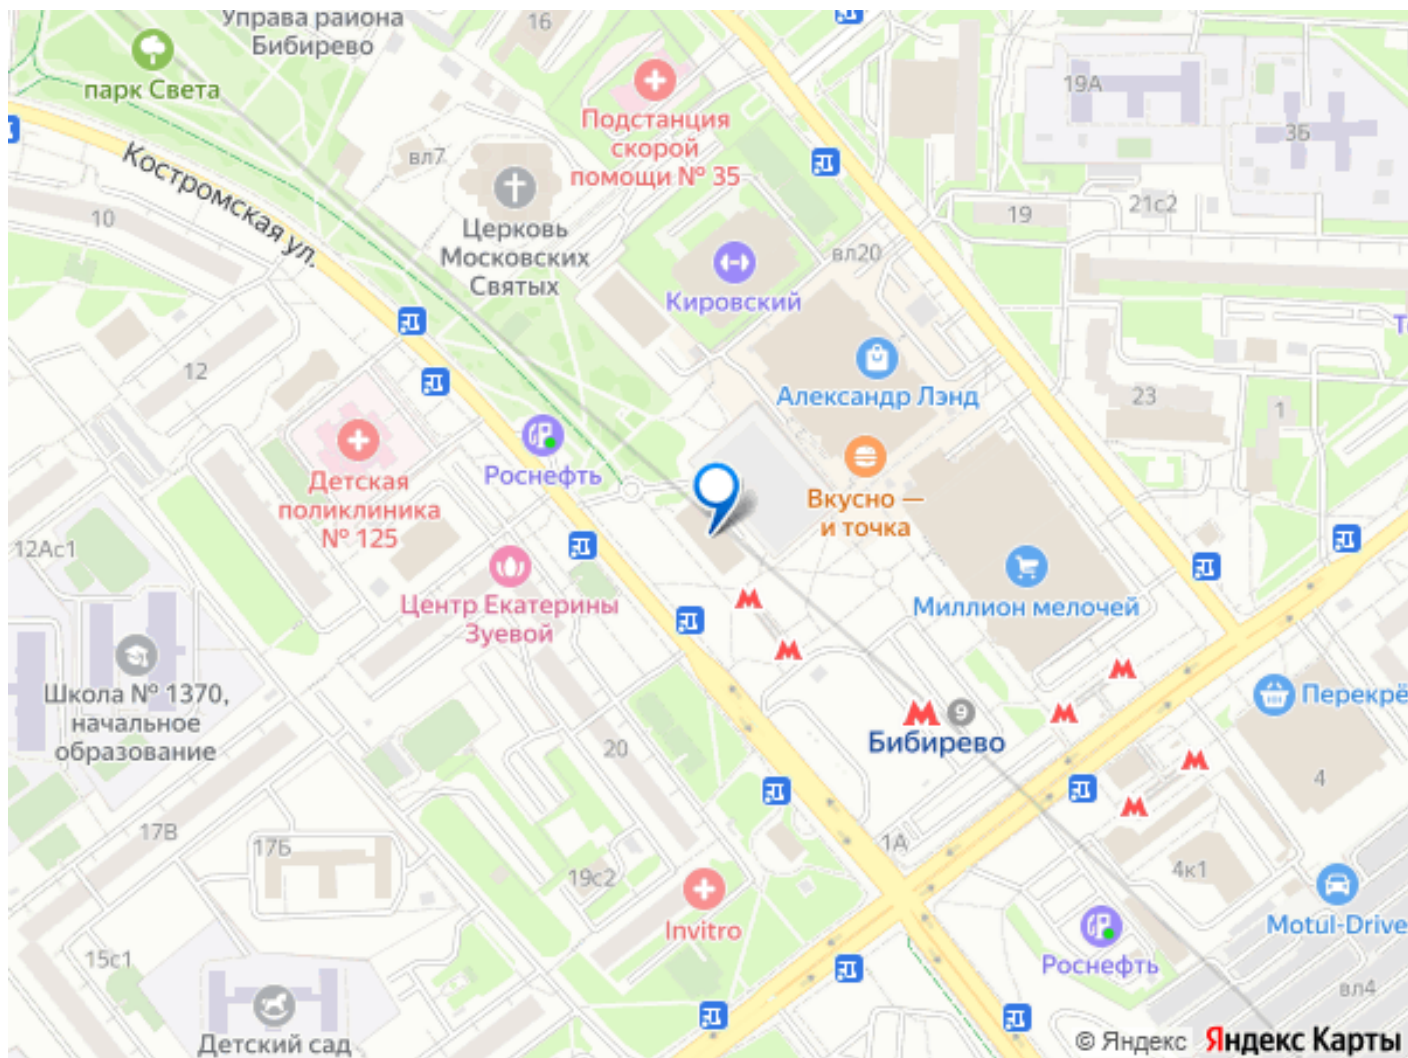 Управа района
Бибирево
16
парк Света
19А
3Б
Подстанция
скорой
помощи № 35
вл7
Костромская ул.
10
21с2
19
Церковь
Московских
Святых
вл20
Кировский
12
Александр Лэнд
23
1
Роснефть
Детская
поликлиника
№ 125
Вкусно —
и точка
12Ас1
Центр Екатерины
Зуевой
Миллион мелочей
Школа № 1370,
начальное
образование
Перекрё
9
Бибирево
20
4
17В
17Б
1А
19с2
4к1
Invitro
Motul-Drive
15с1
Роснефть
вл4
Детский сад
© Яндекс Яндекс Карты